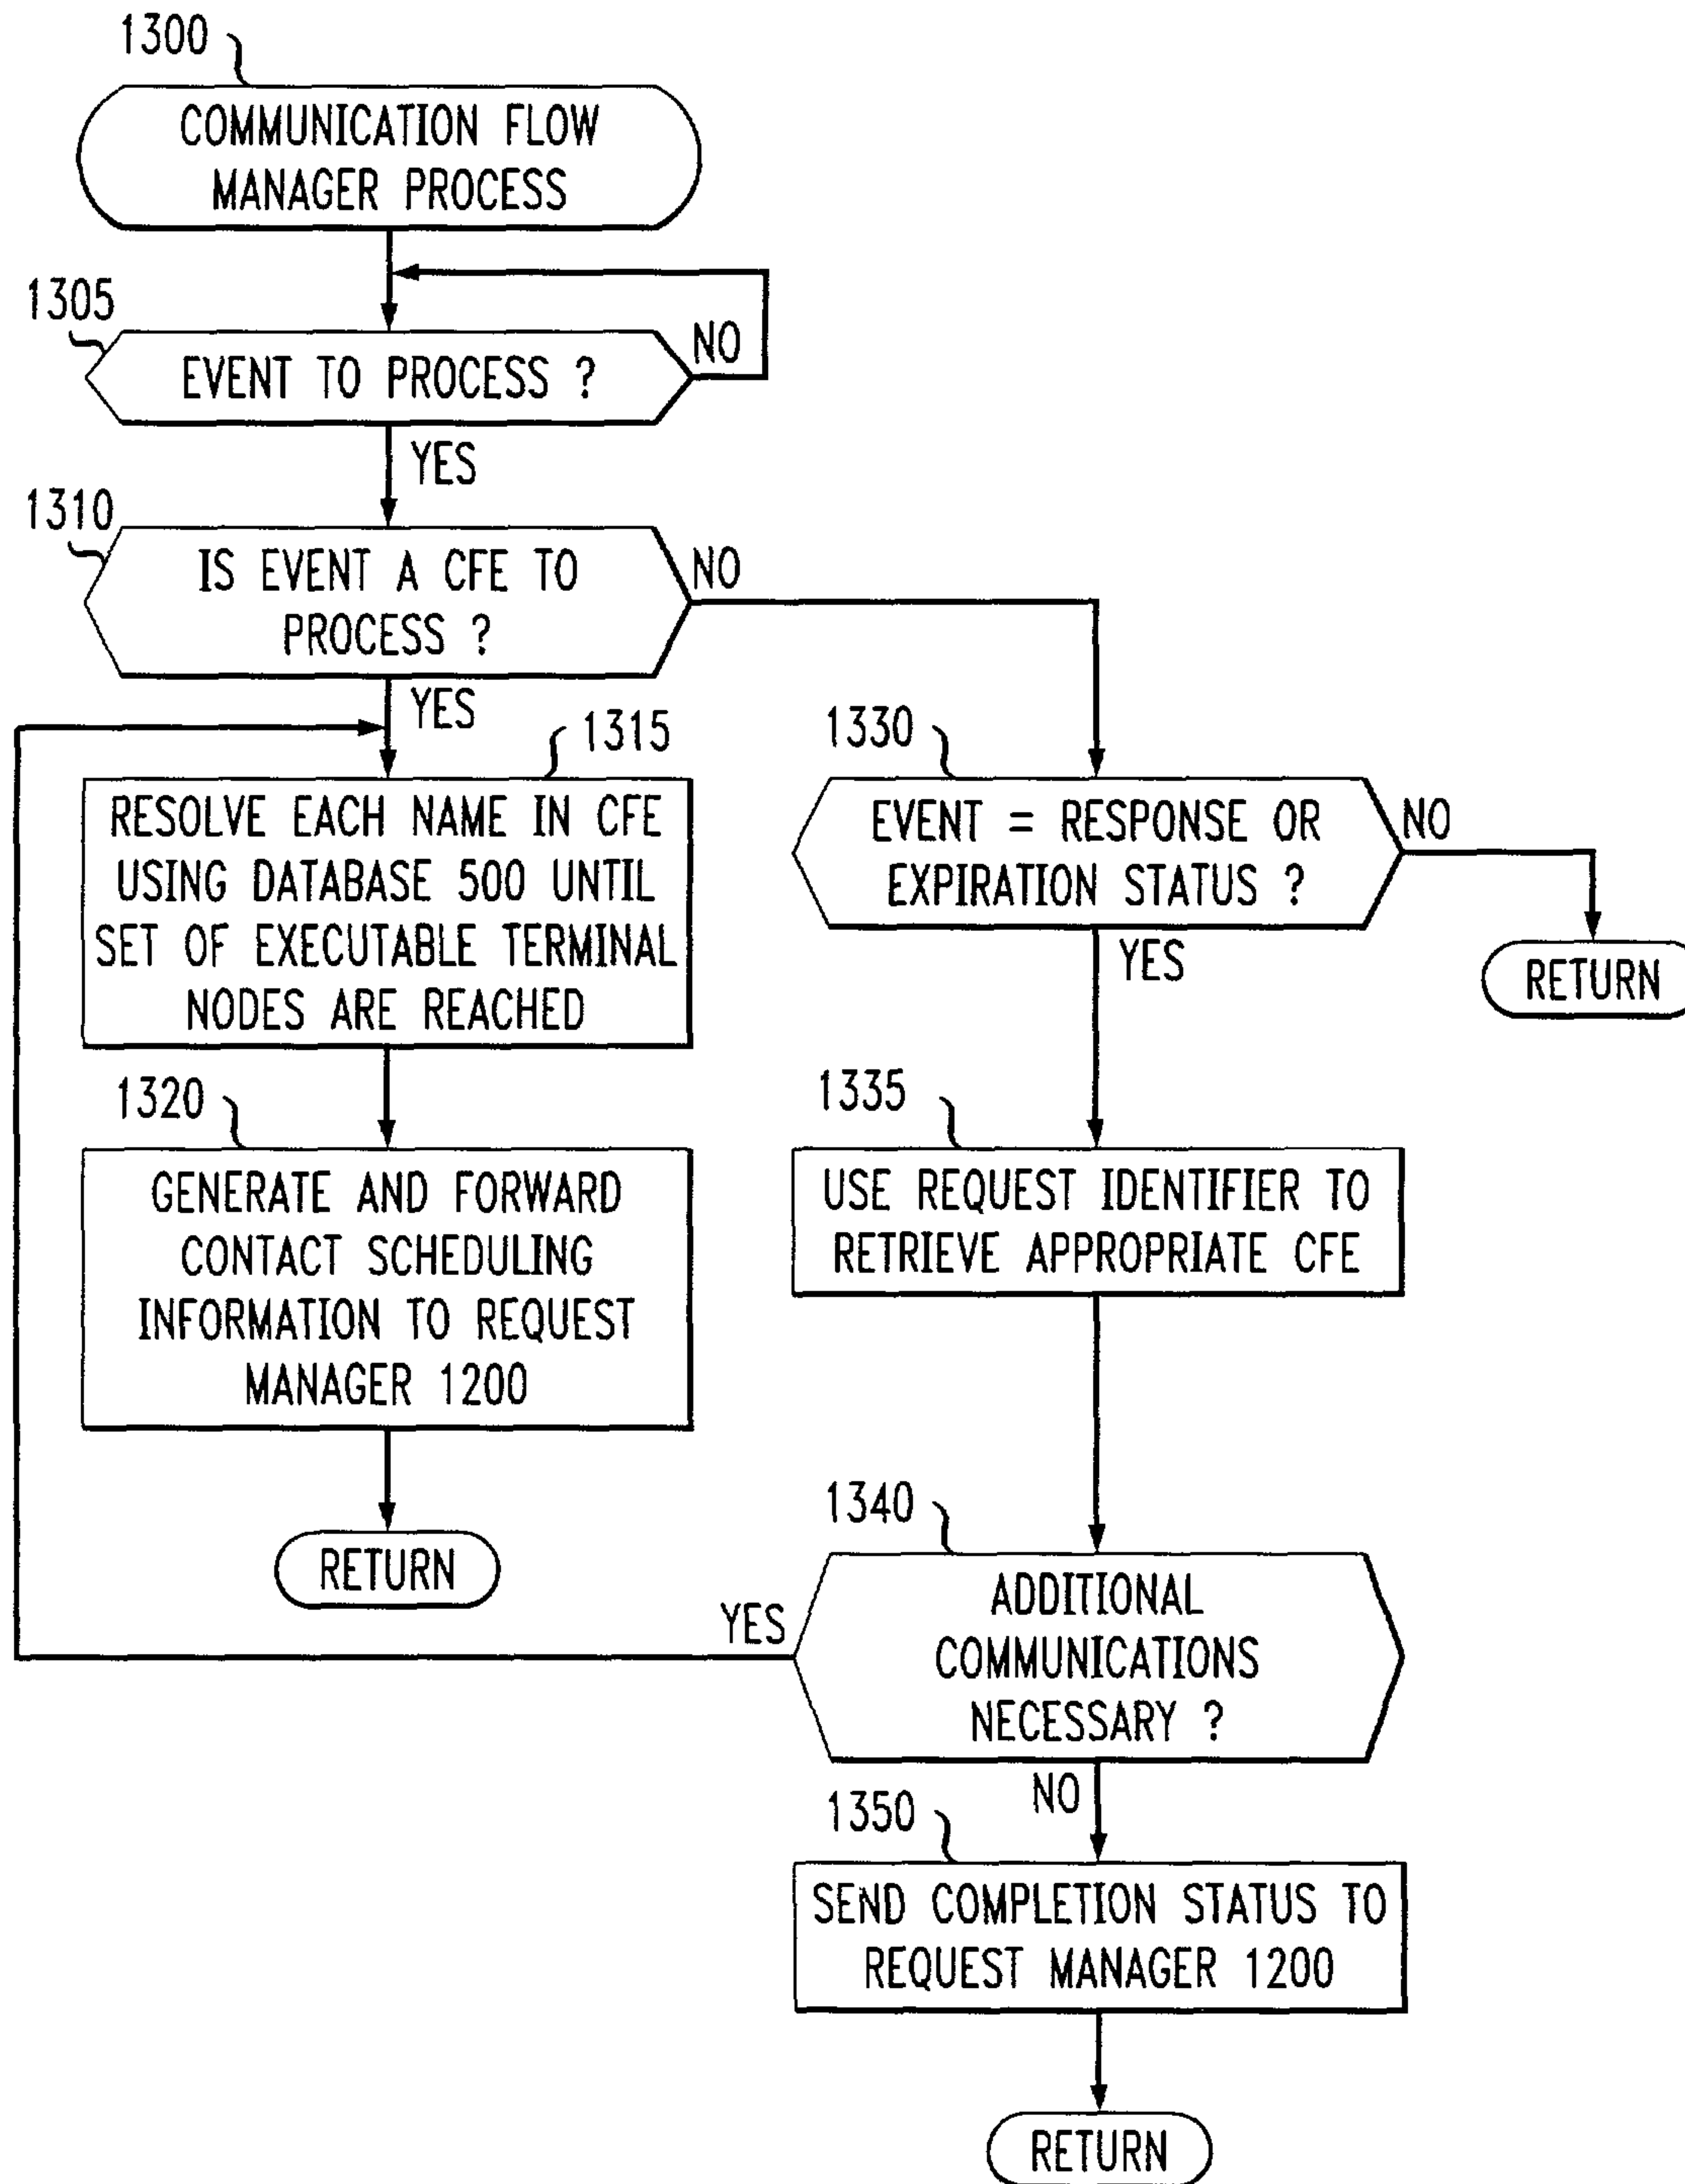 1300
COMMUNICATION FLOW
MANAGER PROCESS
1305
EVENT TO PROCESS ?
NO
YES
1310
IS EVENT A CFE TO
PROCESS ?
NO
YES
1315
RESOLVE EACH NAME IN CFE
USING DATABASE 500 UNTIL
SET OF EXECUTABLE TERMINAL
NODES ARE REACHED
1320
GENERATE AND FORWARD
CONTACT SCHEDULING
INFORMATION TO REQUEST
MANAGER 1200
RETURN
1330
EVENT = RESPONSE OR
EXPIRATION STATUS ?
NO
RETURN
YES
1335
USE REQUEST IDENTIFIER TO
RETRIEVE APPROPRIATE CFE
1340
ADDITIONAL
COMMUNICATIONS
NECESSARY ?
YES
NO
1350
SEND COMPLETION STATUS TO
REQUEST MANAGER 1200
RETURN